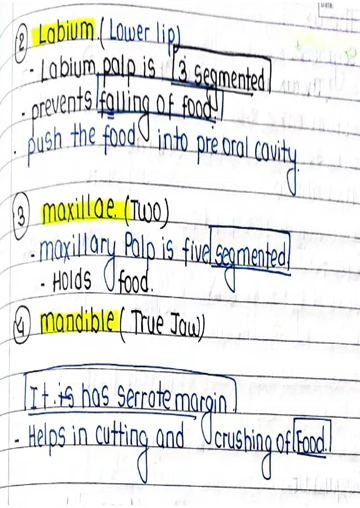 ② Labium (Lower lip)
- Labium palp is 3 segmented
- prevents falling of food.
. push the food into pre oral cavity.
③ maxillae (Two)
- maxillary Palp is five segmented
- Holds food.
④ mandible (True Jaw)
It is has serrote margin
- Helps in cutting and crushing of Food.